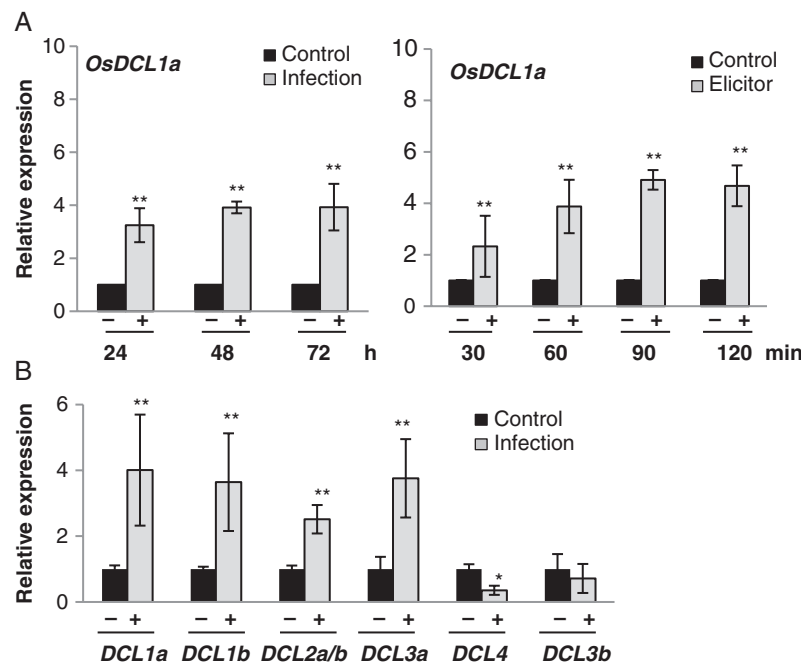 A
OsDCL1a
Control
Infection
Relative expression
10
8
6
4
2
0
** ** **
– + – + – +
24 48 72 h
OsDCL1a
Control
Elicitor
10
8
6
4
2
0
** ** ** **
– + – + – + – +
30 60 90 120 min
B
Control
Infection
Relative expression
6
4
2
0
** ** ** ** *
– + – + – + – + – + – +
DCL1a DCL1b DCL2a/b DCL3a DCL4 DCL3b